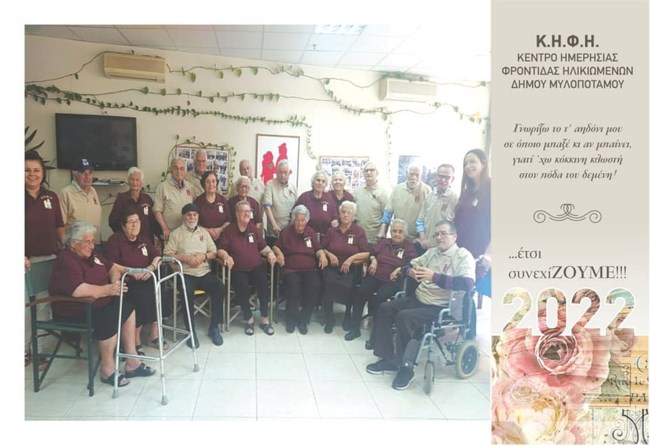 Κ.Η.Φ.Η.
ΚΕΝΤΡΟ ΗΜΕΡΗΣΙΑΣ
ΦΡΟΝΤΙΔΑΣ ΗΛΙΚΙΩΜΕΝΩΝ
ΔΗΜΟΥ ΜΥΛΟΠΟΤΑΜΟΥ
Γνωρίζω το τ' αηδόνι μου
σε όποιο μπαξέ κι αν μπαίνει,
γιατί 'χω κόκκινη κλωστή
στον πόδα του δεμένη!
...έτσι
συνεχίΖΟΥΜΕ!!!
2022